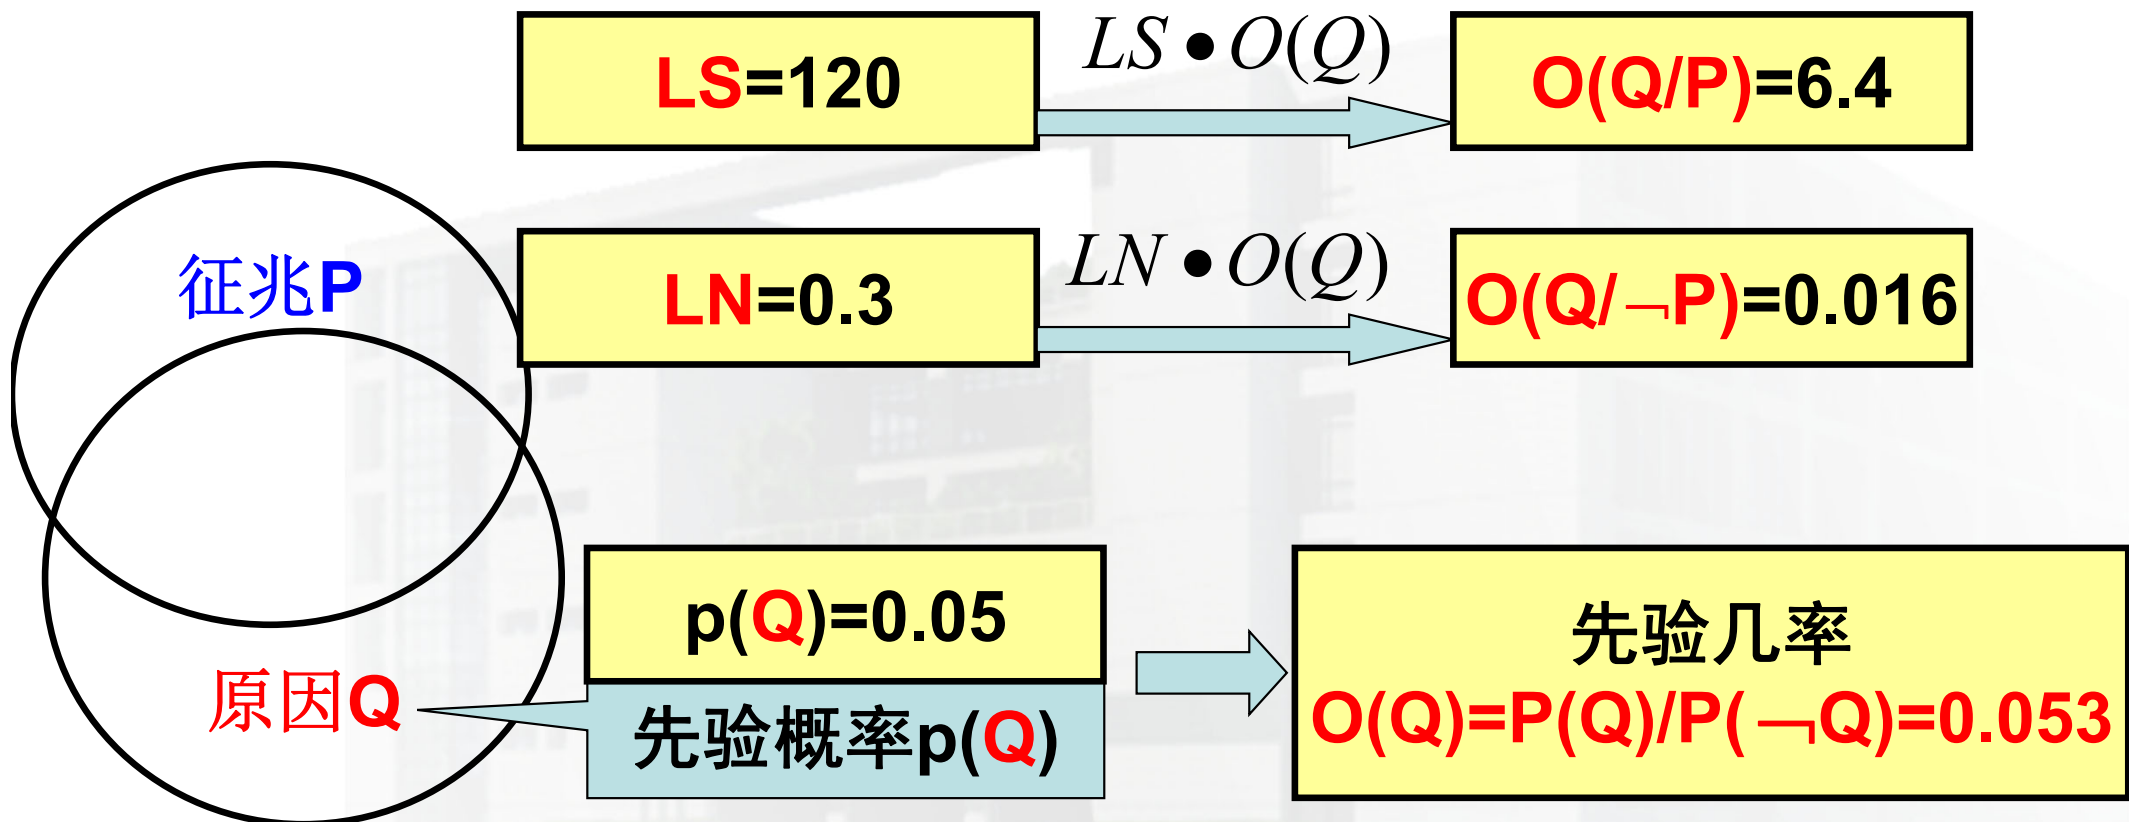 LS=120
LS•O(Q)
O(Q/P)=6.4
征兆P
LN=0.3
LN•O(Q)
O(Q/¬P)=0.016
原因Q
p(Q)=0.05
先验概率p(Q)
先验几率
O(Q)=P(Q)/P(¬Q)=0.053